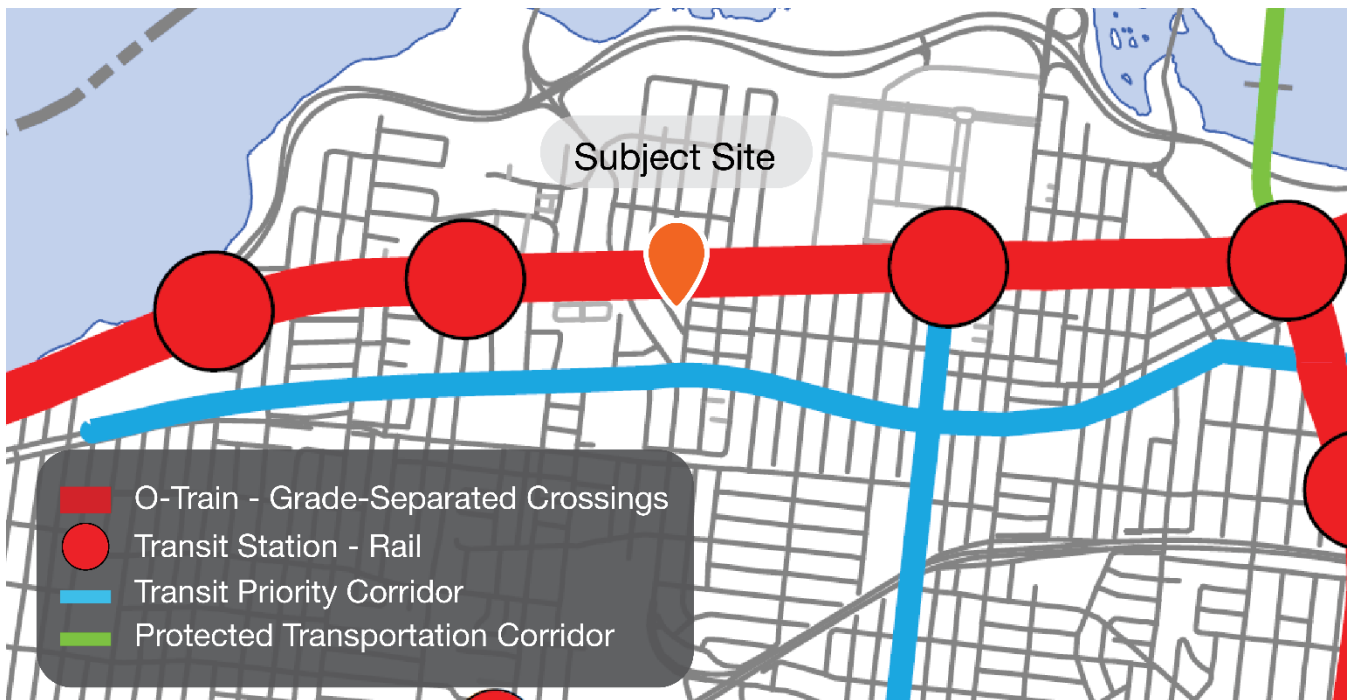 Subject Site
O-Train - Grade-Separated Crossings
Transit Station - Rail
Transit Priority Corridor
Protected Transportation Corridor